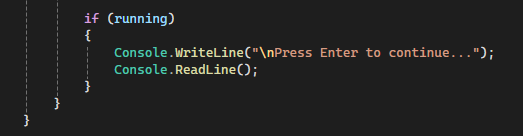 if (running)
{
Console.WriteLine("\nPress Enter to continue...");
Console.ReadLine();
}
}
}